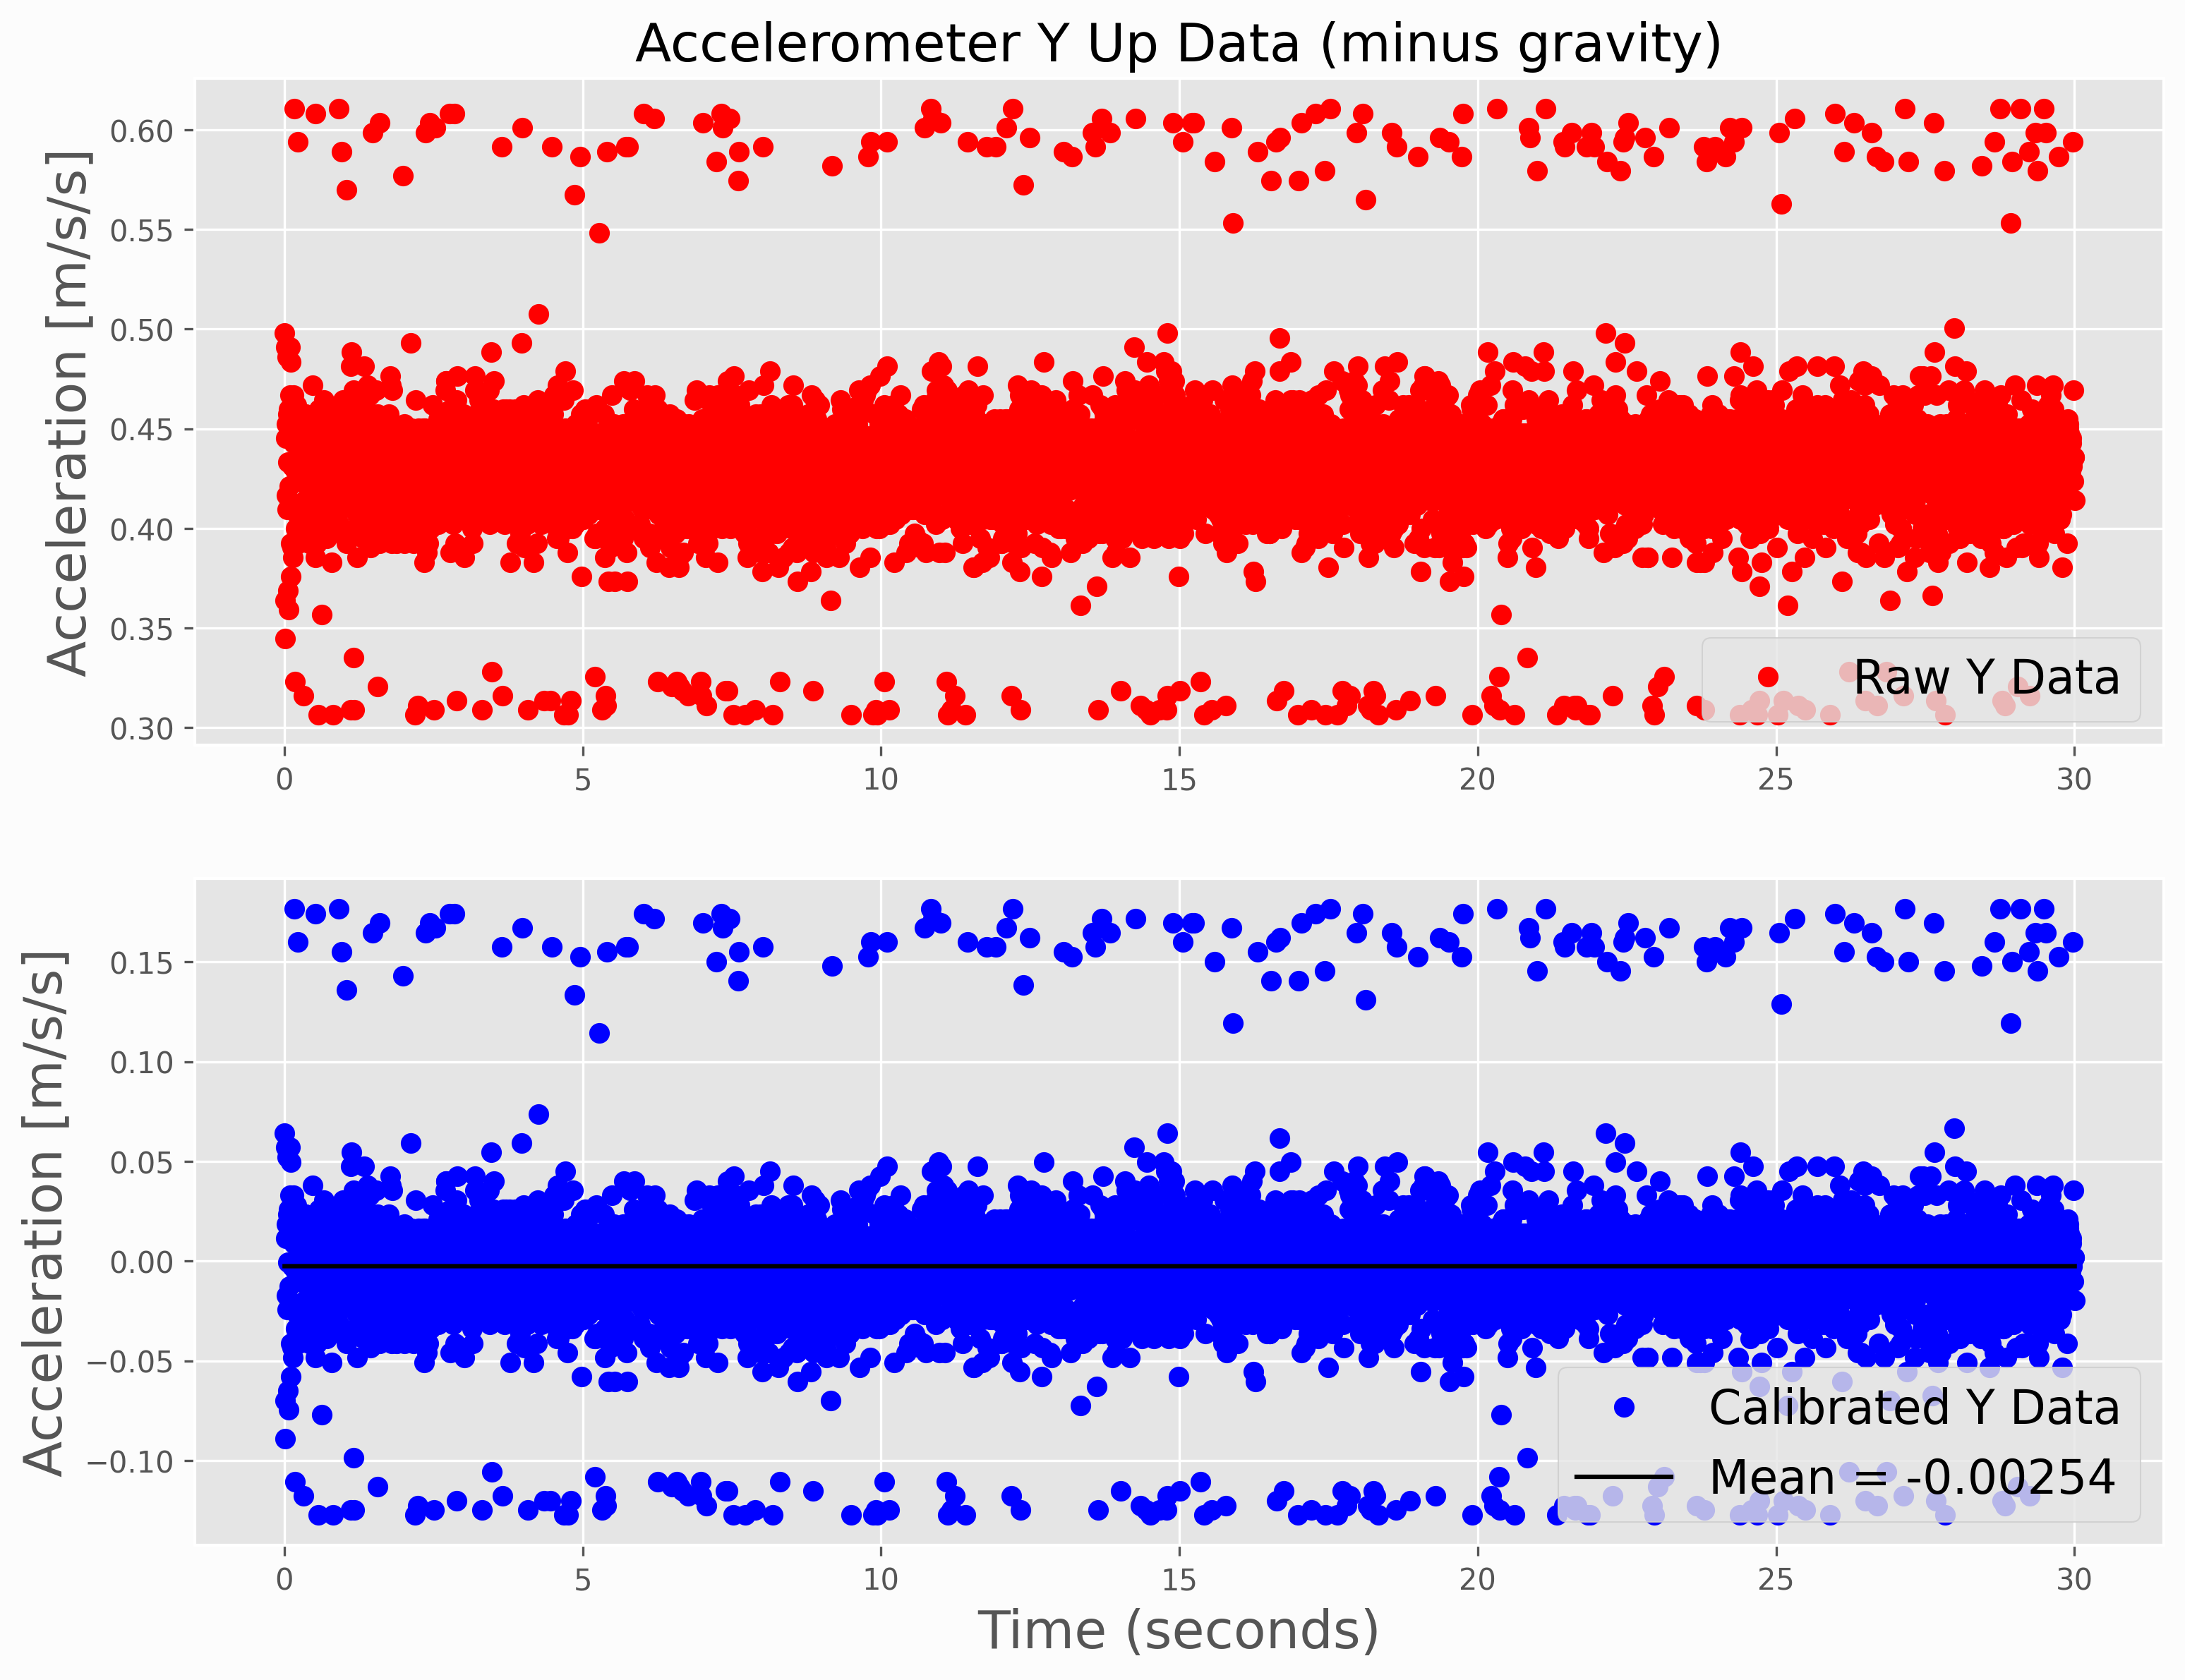 Accelerometer Y Up Data (minus gravity)
Acceleration [m/s/s]
0.60
0.55
0.50
0.45
0.40
0.35
0.30
Raw Y Data
0 5 10 15 20 25 30
Acceleration [m/s/s]
0.15
0.10
0.05
0.00
−0.05
−0.10
Calibrated Y Data
Mean = -0.00254
0 5 10 15 20 25 30
Time (seconds)